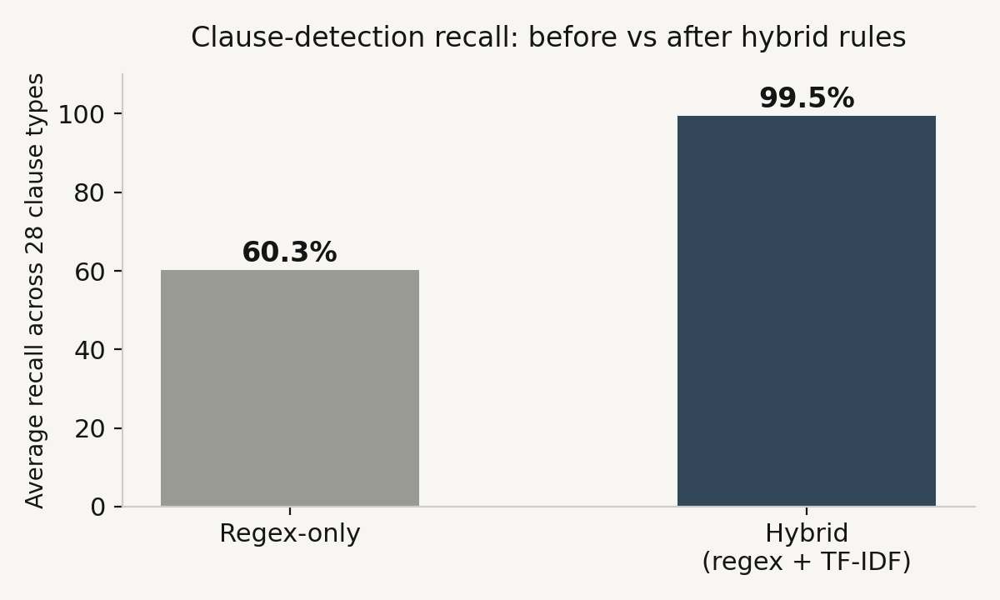 Clause-detection recall: before vs after hybrid rules
Average recall across 28 clause types
100
80
60
40
20
0
60.3%
99.5%
Regex-only
Hybrid
(regex + TF-IDF)